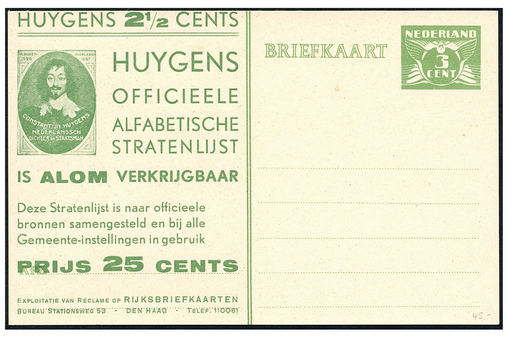 HUYGENS 2½ CENTS
CONSTANTIJN HUYGENS
NEDERLANDSCH
DICHTER EN STAATSMAN
HUYGENS
OFFICIEELE
ALFABETISCHE
STRATENLIJST
IS ALOM VERKRIJGBAAR
Deze Stratenlijst is naar officieele
bronnen samengesteld en bij alle
Gemeente-instellingen in gebruik
PRIJS 25 CENTS
EXPLOITATIE VAN RECLAME OP RIJKSBRIEFKAARTEN
BUREAU STATIONSWEG 53 - DEN HAAG - TELEF. 110061
BRIEFKAART
NEDERLAND
3
CENT
45.-